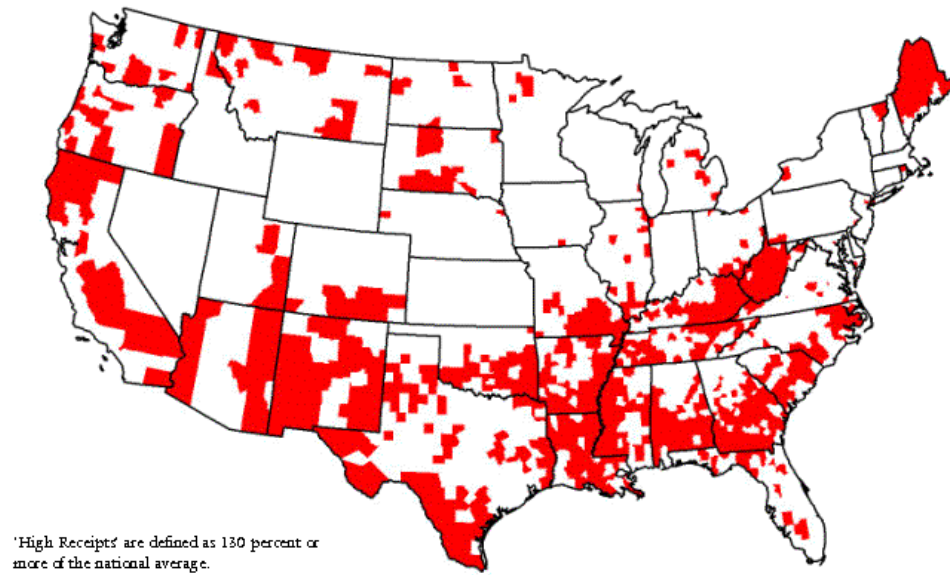 'High Receipts' are defined as 130 percent or
more of the national average.